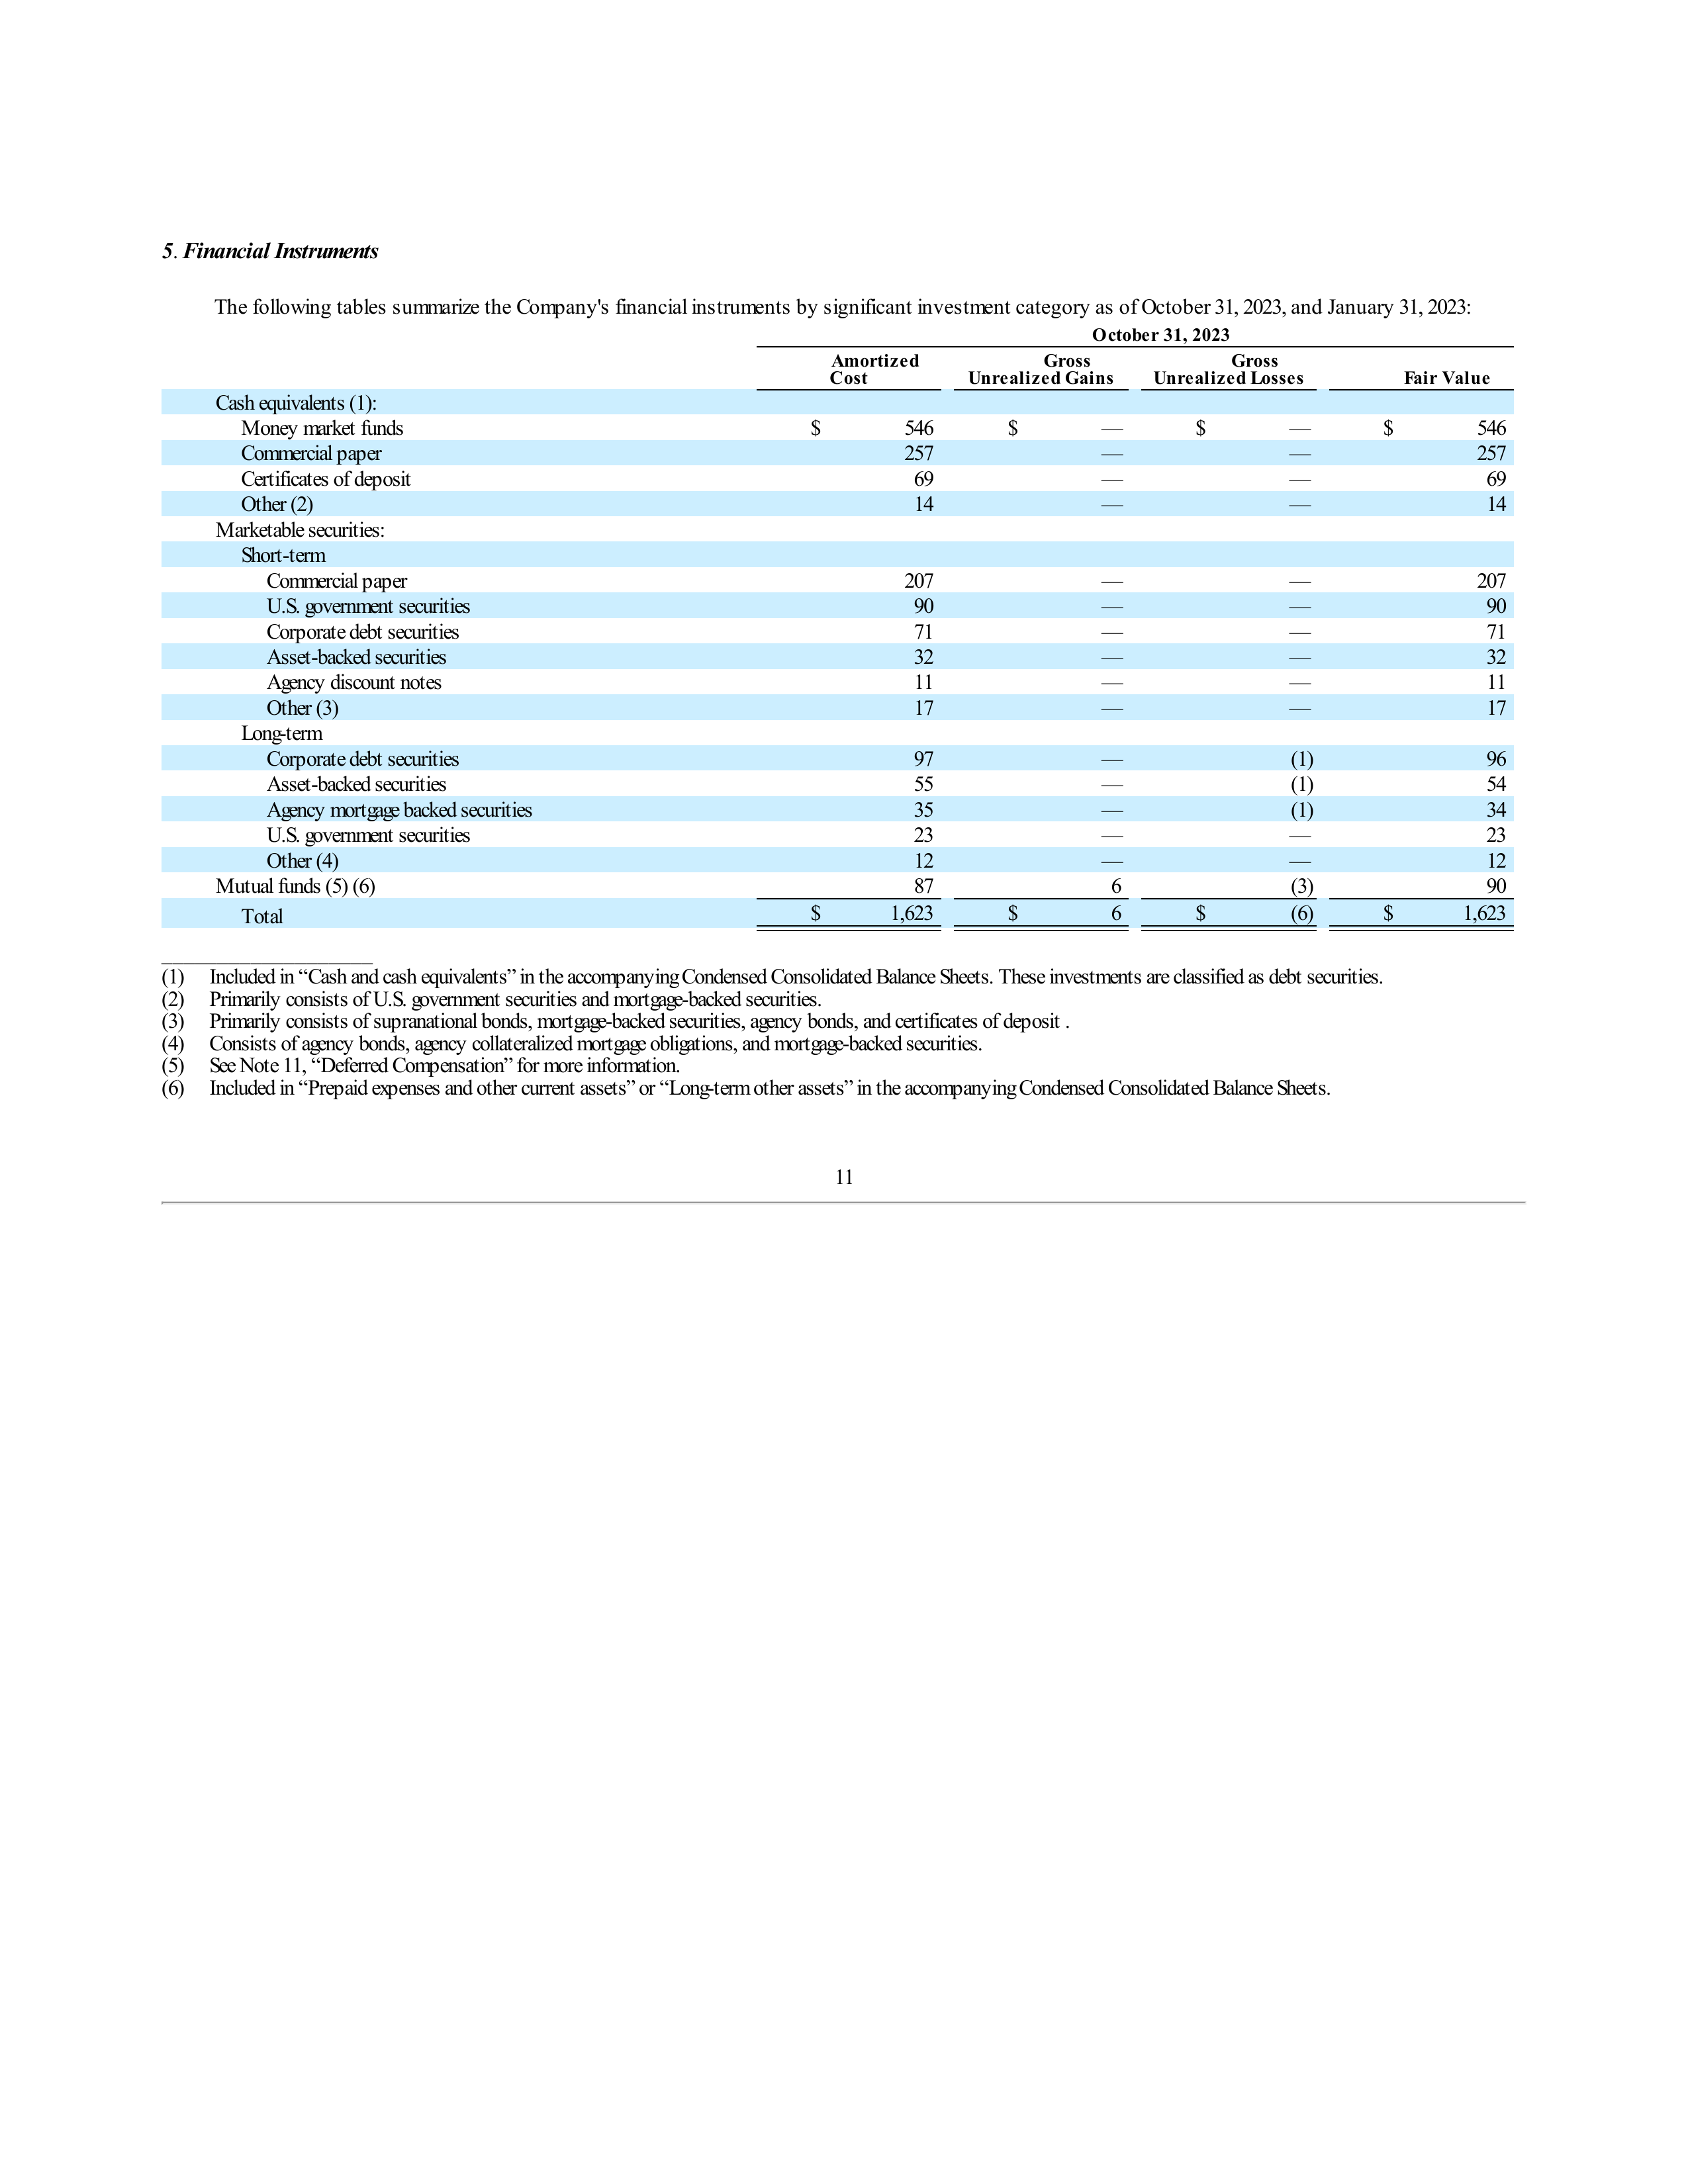 5. Financial Instruments
The following tables summarize the Company's financial instruments by significant investment category as of October 31, 2023, and January 31, 2023:
October 31, 2023
Amortized Cost Gross Unrealized Gains Gross Unrealized Losses Fair Value
Cash equivalents (1):
Money market funds $ 546 $ — $ — $ 546
Commercial paper 257 — — 257
Certificates of deposit 69 — — 69
Other (2) 14 — — 14
Marketable securities:
Short-term
Commercial paper 207 — — 207
U.S. government securities 90 — — 90
Corporate debt securities 71 — — 71
Asset-backed securities 32 — — 32
Agency discount notes 11 — — 11
Other (3) 17 — — 17
Long-term
Corporate debt securities 97 — (1) 96
Asset-backed securities 55 — (1) 54
Agency mortgage backed securities 35 — (1) 34
U.S. government securities 23 — — 23
Other (4) 12 — — 12
Mutual funds (5) (6) 87 6 (3) 90
Total $ 1,623 $ 6 $ (6) $ 1,623
(1) Included in “Cash and cash equivalents” in the accompanying Condensed Consolidated Balance Sheets. These investments are classified as debt securities.
(2) Primarily consists of U.S. government securities and mortgage-backed securities.
(3) Primarily consists of supranational bonds, mortgage-backed securities, agency bonds, and certificates of deposit .
(4) Consists of agency bonds, agency collateralized mortgage obligations, and mortgage-backed securities.
(5) See Note 11, “Deferred Compensation” for more information.
(6) Included in “Prepaid expenses and other current assets” or “Long-term other assets” in the accompanying Condensed Consolidated Balance Sheets.
11